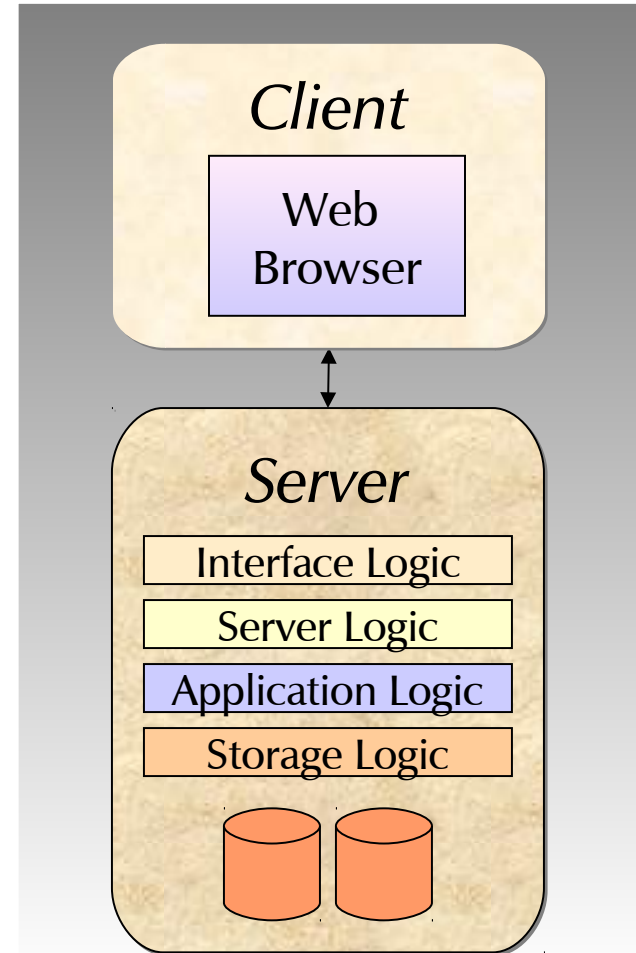 Client
Web
Browser
Server
Interface Logic
Server Logic
Application Logic
Storage Logic